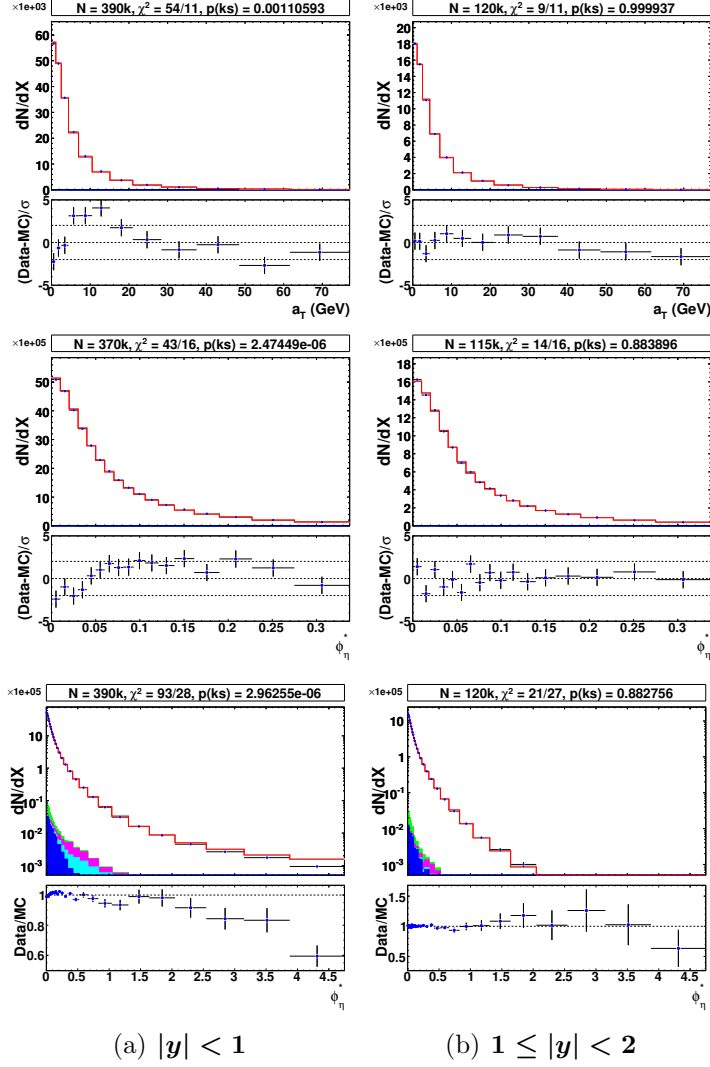 ×1e+03 N = 390k, χ² = 54/11, p(ks) = 0.00110593
dN/dX
60
50
40
30
20
10
0
(Data-MC)/σ
5
0
-5
0 10 20 30 40 50 60 70
a_T (GeV)
×1e+03 N = 120k, χ² = 9/11, p(ks) = 0.999937
dN/dX
20
18
16
14
12
10
8
6
4
2
0
(Data-MC)/σ
5
0
-5
0 10 20 30 40 50 60 70
a_T (GeV)
×1e+05 N = 370k, χ² = 43/16, p(ks) = 2.47449e-06
dN/dX
50
40
30
20
10
0
(Data-MC)/σ
5
0
-5
0 0.05 0.1 0.15 0.2 0.25 0.3
φ*_η
×1e+05 N = 115k, χ² = 14/16, p(ks) = 0.883896
dN/dX
18
16
14
12
10
8
6
4
2
0
(Data-MC)/σ
5
0
-5
0 0.05 0.1 0.15 0.2 0.25 0.3
φ*_η
×1e+05 N = 390k, χ² = 93/28, p(ks) = 2.96255e-06
dN/dX
10
1
10⁻¹
10⁻²
10⁻³
Data/MC
1
0.8
0.6
0 0.5 1 1.5 2 2.5 3 3.5 4 4.5
φ*_η
×1e+05 N = 120k, χ² = 21/27, p(ks) = 0.882756
dN/dX
10
1
10⁻¹
10⁻²
10⁻³
Data/MC
1.5
1
0.5
0 0.5 1 1.5 2 2.5 3 3.5 4 4.5
φ*_η
(a) |y| < 1
(b) 1 ≤ |y| < 2